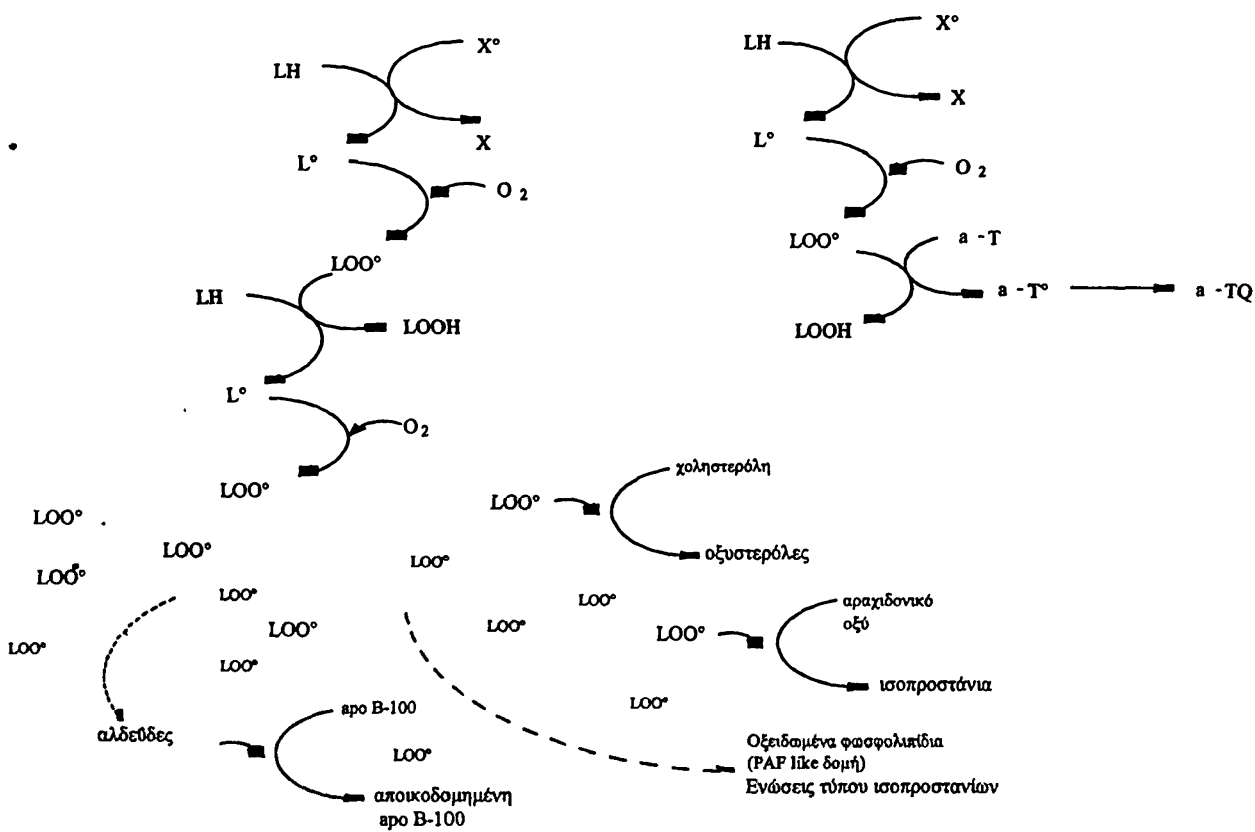 X°
LH
X
L°
O 2
LOO°
LH
LOOH
L°
O 2
LOO°
X°
LH
X
L°
O 2
LOO°
a - T
a - T°
a - TQ
LOOH
χοληστερόλη
LOO°
οξυστερόλες
LOO°
LOO°
LOO°
LOO°
LOO°
LOO°
LOO°
LOO°
LOO°
LOO°
LOO°
αραχιδονικό
οξύ
LOO°
ισοπροστάνια
LOO°
αλδεΰδες
apo B-100
LOO°
αποικοδομημένη
apo B-100
Οξειδωμένα φωσφολιπίδια
(PAF like δομή)
Ενώσεις τύπου ισοπροστανίων